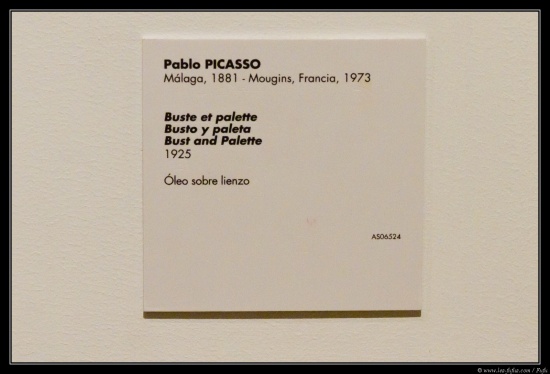 Pablo PICASSO
Málaga, 1881 - Mougins, Francia, 1973
Buste et palette
Busto y paleta
Bust and Palette
1925
Óleo sobre lienzo
AS06524